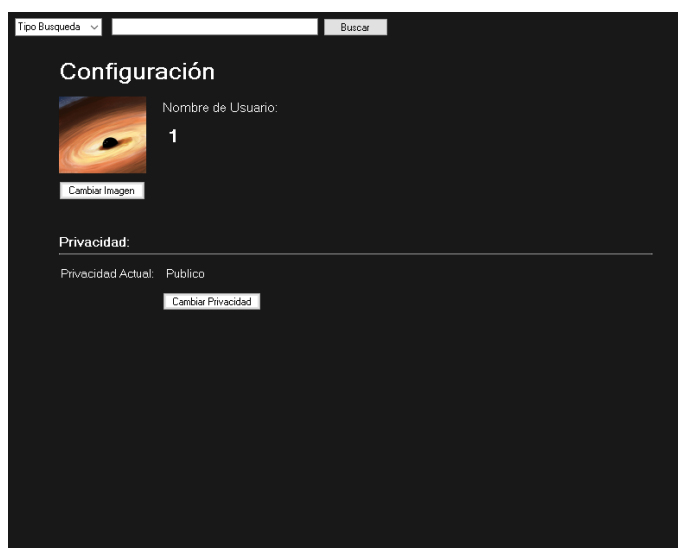 Tipo Busqueda
Buscar
Configuración
Nombre de Usuario:
1
Cambiar Imagen
Privacidad:
Privacidad Actual: Publico
Cambiar Privacidad